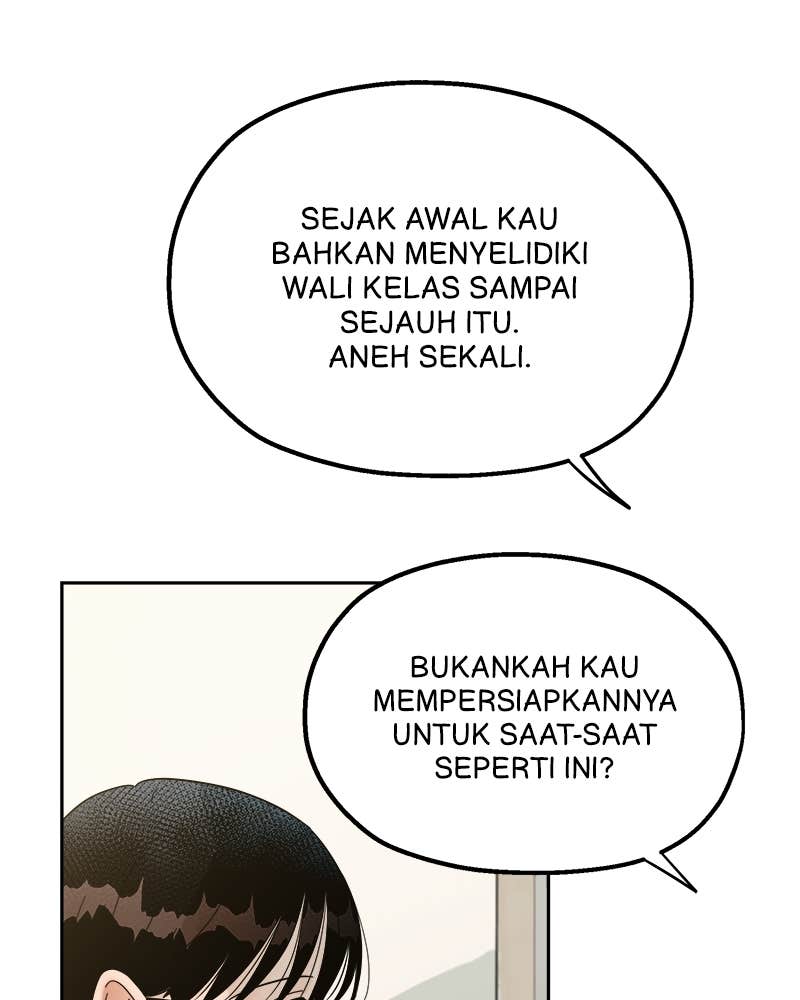 SEJAK AWAL KAU
BAHKAN MENYELIDIKI
WALI KELAS SAMPAI
SEJAUH ITU.
ANEH SEKALI.
BUKANKAH KAU
MEMPERSIAPKANNYA
UNTUK SAAT-SAAT
SEPERTI INI?